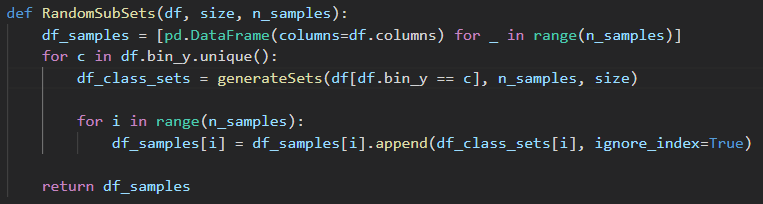 def RandomSubSets(df, size, n_samples):
    df_samples = [pd.DataFrame(columns=df.columns) for _ in range(n_samples)]
    for c in df.bin_y.unique():
        df_class_sets = generateSets(df[df.bin_y == c], n_samples, size)
        for i in range(n_samples):
            df_samples[i] = df_samples[i].append(df_class_sets[i], ignore_index=True)
    return df_samples